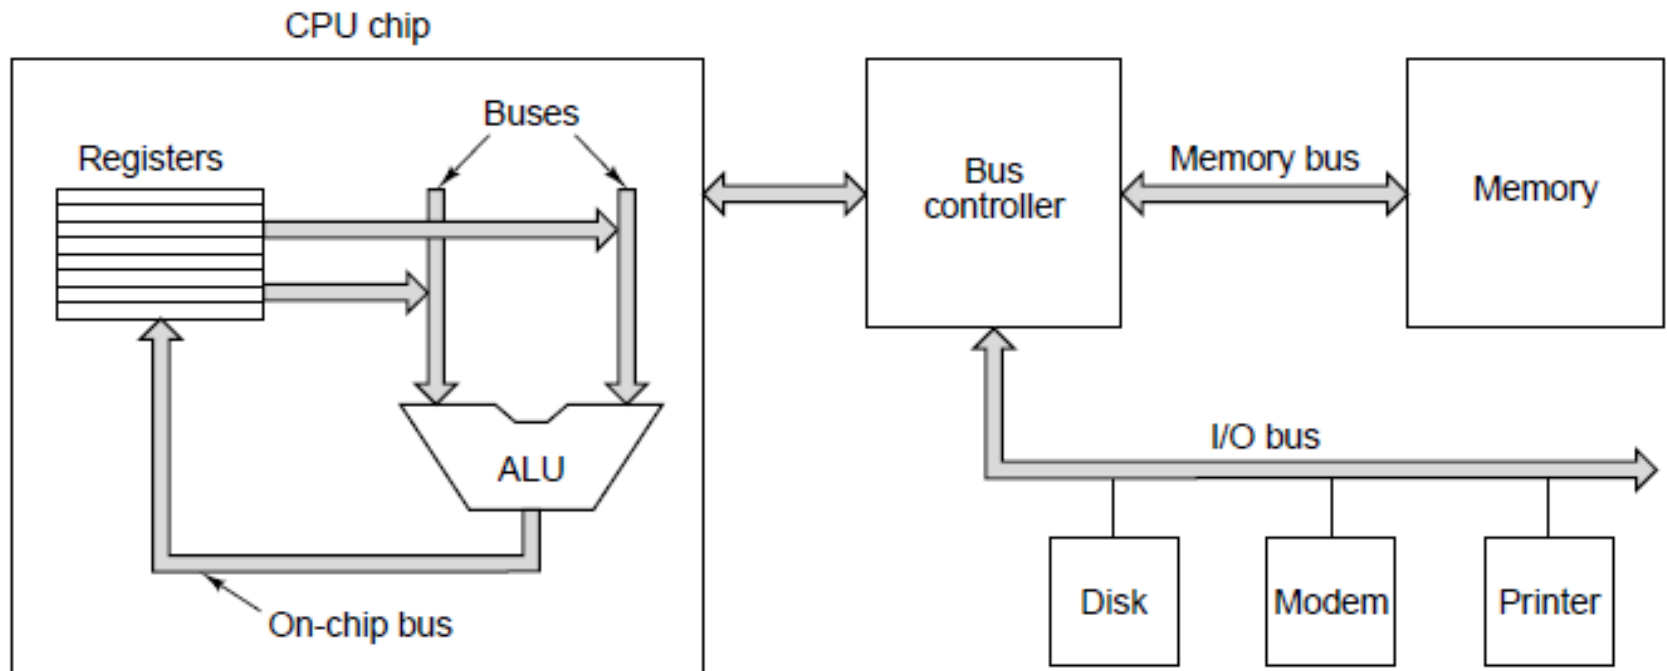 CPU chip
Buses
Registers
Bus
controller
Memory bus
Memory
I/O bus
ALU
On-chip bus
Disk
Modem
Printer